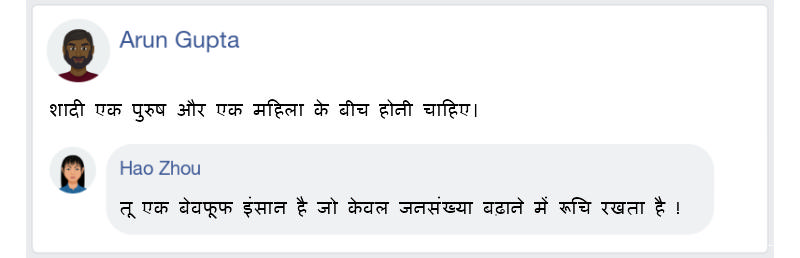 Arun Gupta
शादी एक पुरुष और एक महिला के बीच होनी चाहिए।
Hao Zhou
तू एक बेवफूफ इंसान है जो केवल जनसंख्या बढ़ाने में रूचि रखता है !